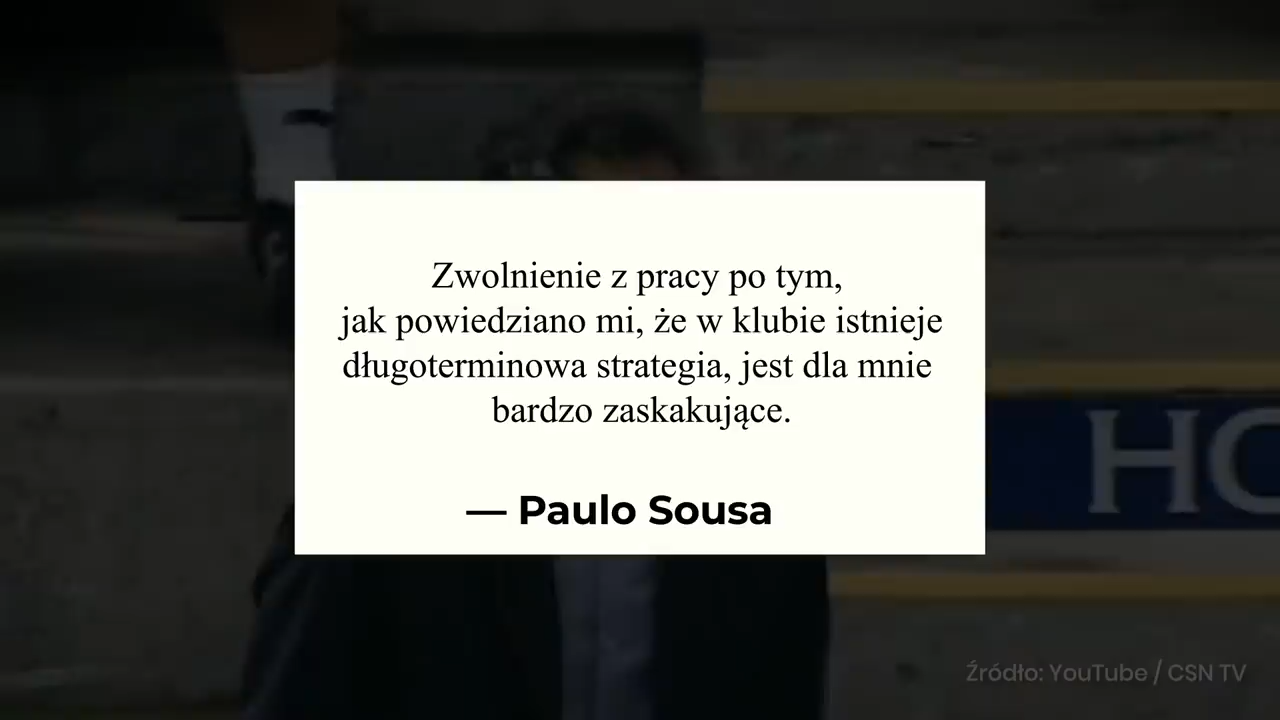 Zwolnienie z pracy po tym,
jak powiedziano mi, że w klubie istnieje
długoterminowa strategia, jest dla mnie
bardzo zaskakujące.
— Paulo Sousa
HO
Źródło: YouTube / CSN TV